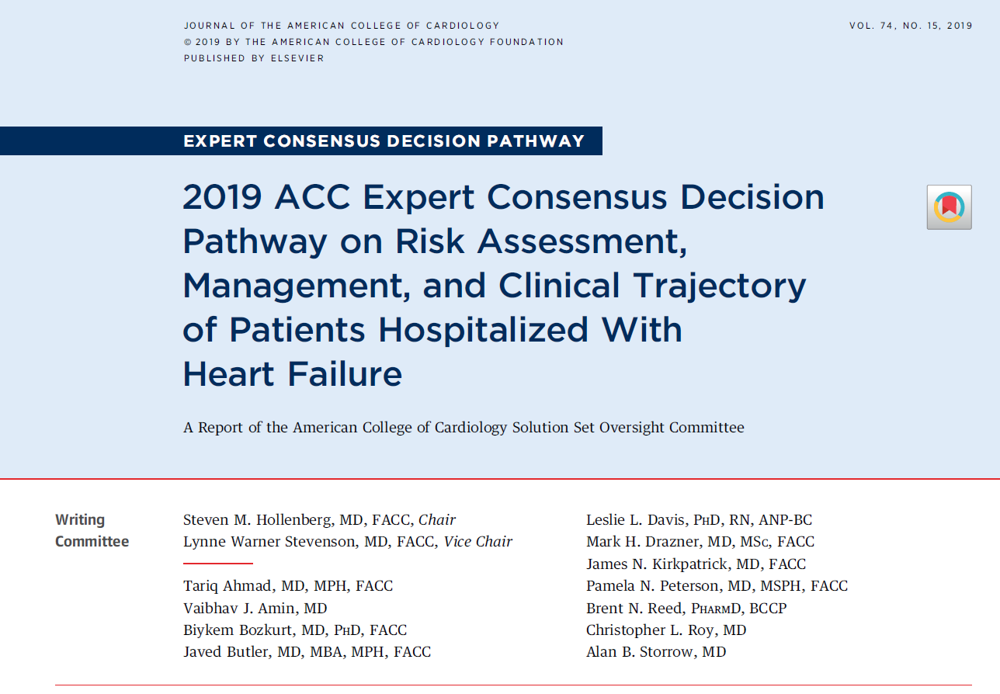 JOURNAL OF THE AMERICAN COLLEGE OF CARDIOLOGY
VOL. 74, NO. 15, 2019
© 2019 BY THE AMERICAN COLLEGE OF CARDIOLOGY FOUNDATION
PUBLISHED BY ELSEVIER
EXPERT CONSENSUS DECISION PATHWAY
2019 ACC Expert Consensus Decision
Pathway on Risk Assessment,
Management, and Clinical Trajectory
of Patients Hospitalized With
Heart Failure
A Report of the American College of Cardiology Solution Set Oversight Committee
Writing
Committee
Steven M. Hollenberg, MD, FACC, Chair
Lynne Warner Stevenson, MD, FACC, Vice Chair
Tariq Ahmad, MD, MPH, FACC
Vaibhav J. Amin, MD
Biykem Bozkurt, MD, PHD, FACC
Javed Butler, MD, MBA, MPH, FACC
Leslie L. Davis, PHD, RN, ANP-BC
Mark H. Drazner, MD, MSC, FACC
James N. Kirkpatrick, MD, FACC
Pamela N. Peterson, MD, MSPH, FACC
Brent N. Reed, PHARMD, BCCP
Christopher L. Roy, MD
Alan B. Storrow, MD